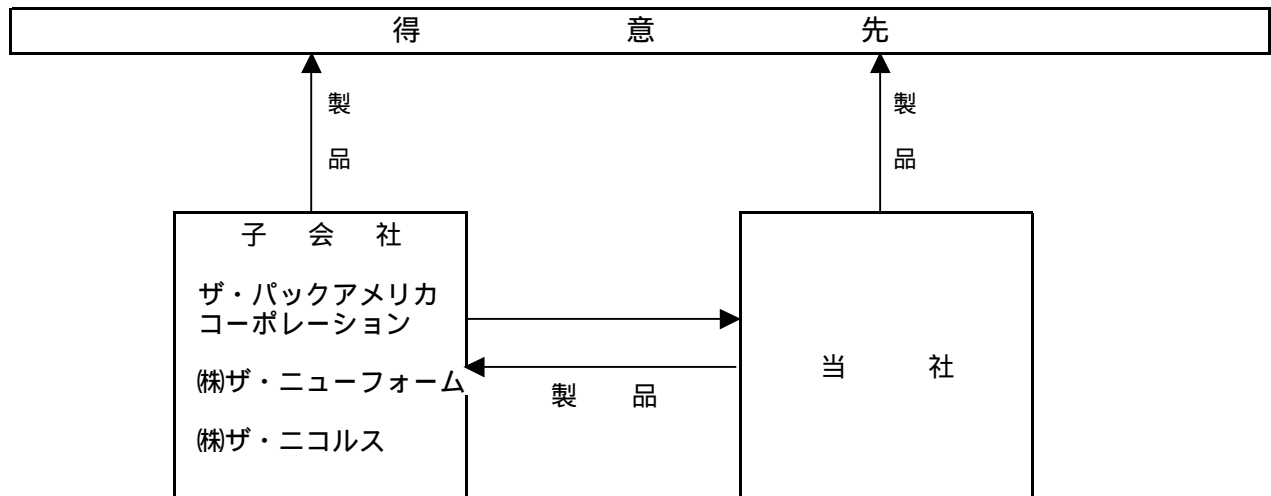 得意先
製品
製品
子会社
ザ・パックアメリカ
コーポレーション
㈱ザ・ニューフォーム
㈱ザ・ニコルス
製品
当社